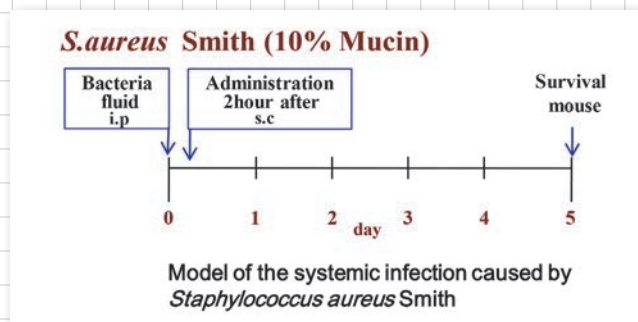 S.aureus Smith (10% Mucin)
Bacteria
fluid
i.p
Administration
2hour after
s.c
Survival
mouse
0 1 2 3 4 5
day
Model of the systemic infection caused by
Staphylococcus aureus Smith